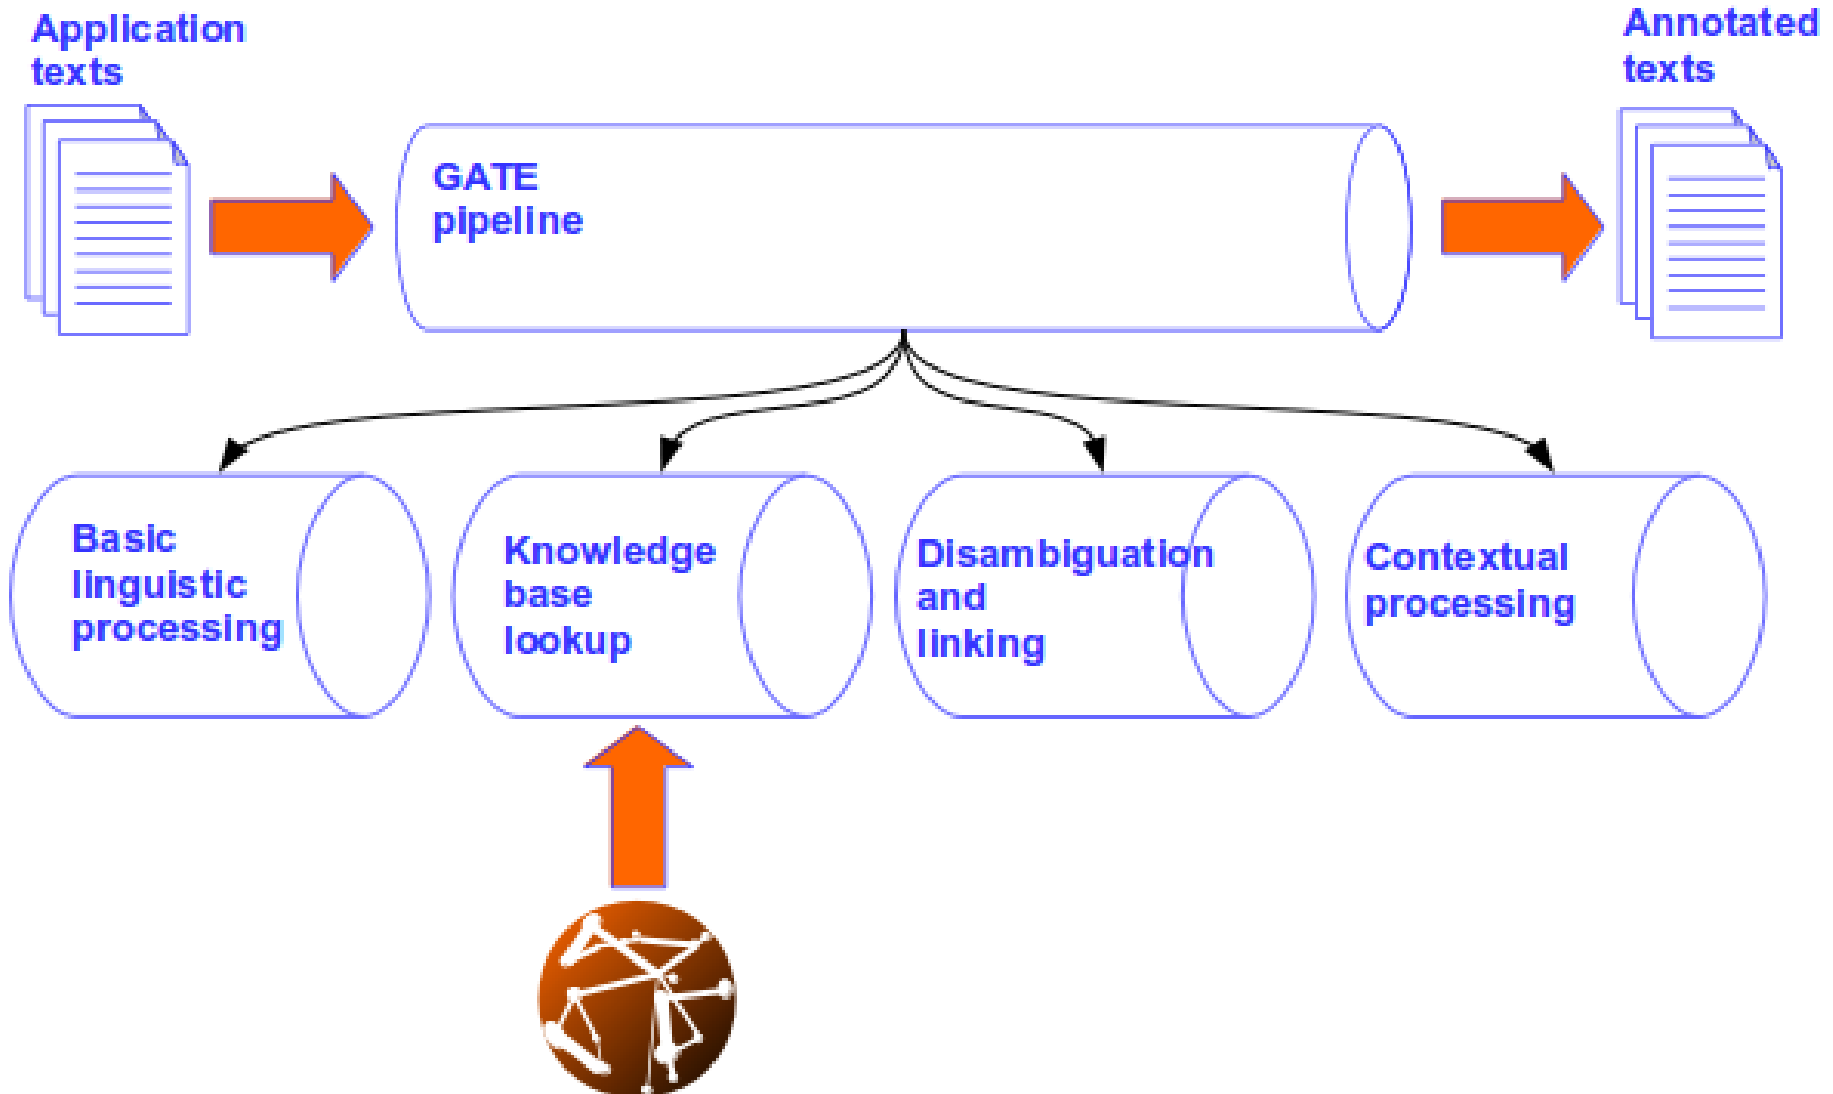 Application
texts
Annotated
texts
GATE
pipeline
Basic
linguistic
processing
Knowledge
base
lookup
Disambiguation
and
linking
Contextual
processing